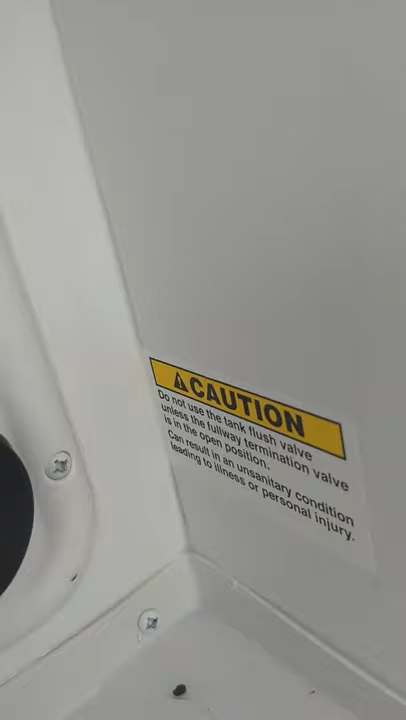 CAUTION
Do not use the tank flush valve
unless the fullway termination valve
is in the open position.
Can result in an unsanitary condition
leading to illness or personal injury.